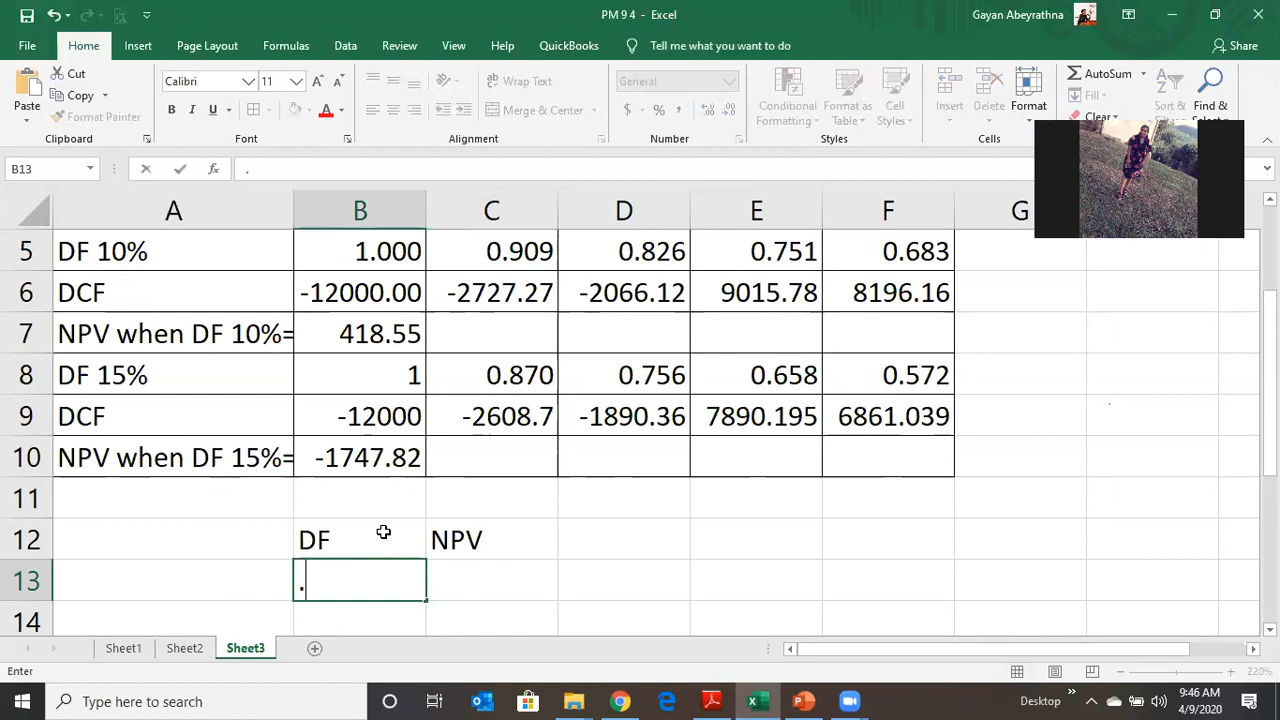 PM 9 4 - Excel
Gayan Abeyrathna
File Home Insert Page Layout Formulas Data Review View Help QuickBooks Tell me what you want to do Share
Paste
Cut
Copy
Format Painter
Clipboard
Calibri 11
B I U A
Font
Wrap Text
Merge & Center
Alignment
General
$ % ,
Number
Conditional Formatting
Format as Table
Cell Styles
Styles
Insert
Delete
Format
Cells
AutoSum
Fill
Clear
Find &
B13 fx .
A B C D E F G
5 DF 10% 1.000 0.909 0.826 0.751 0.683
6 DCF -12000.00 -2727.27 -2066.12 9015.78 8196.16
7 NPV when DF 10%= 418.55
8 DF 15% 1 0.870 0.756 0.658 0.572
9 DCF -12000 -2608.7 -1890.36 7890.195 6861.039
10 NPV when DF 15%= -1747.82
11
12 DF NPV
13 .
14
Sheet1 Sheet2 Sheet3
Enter 220%
Type here to search
Desktop
9:46 AM
4/9/2020